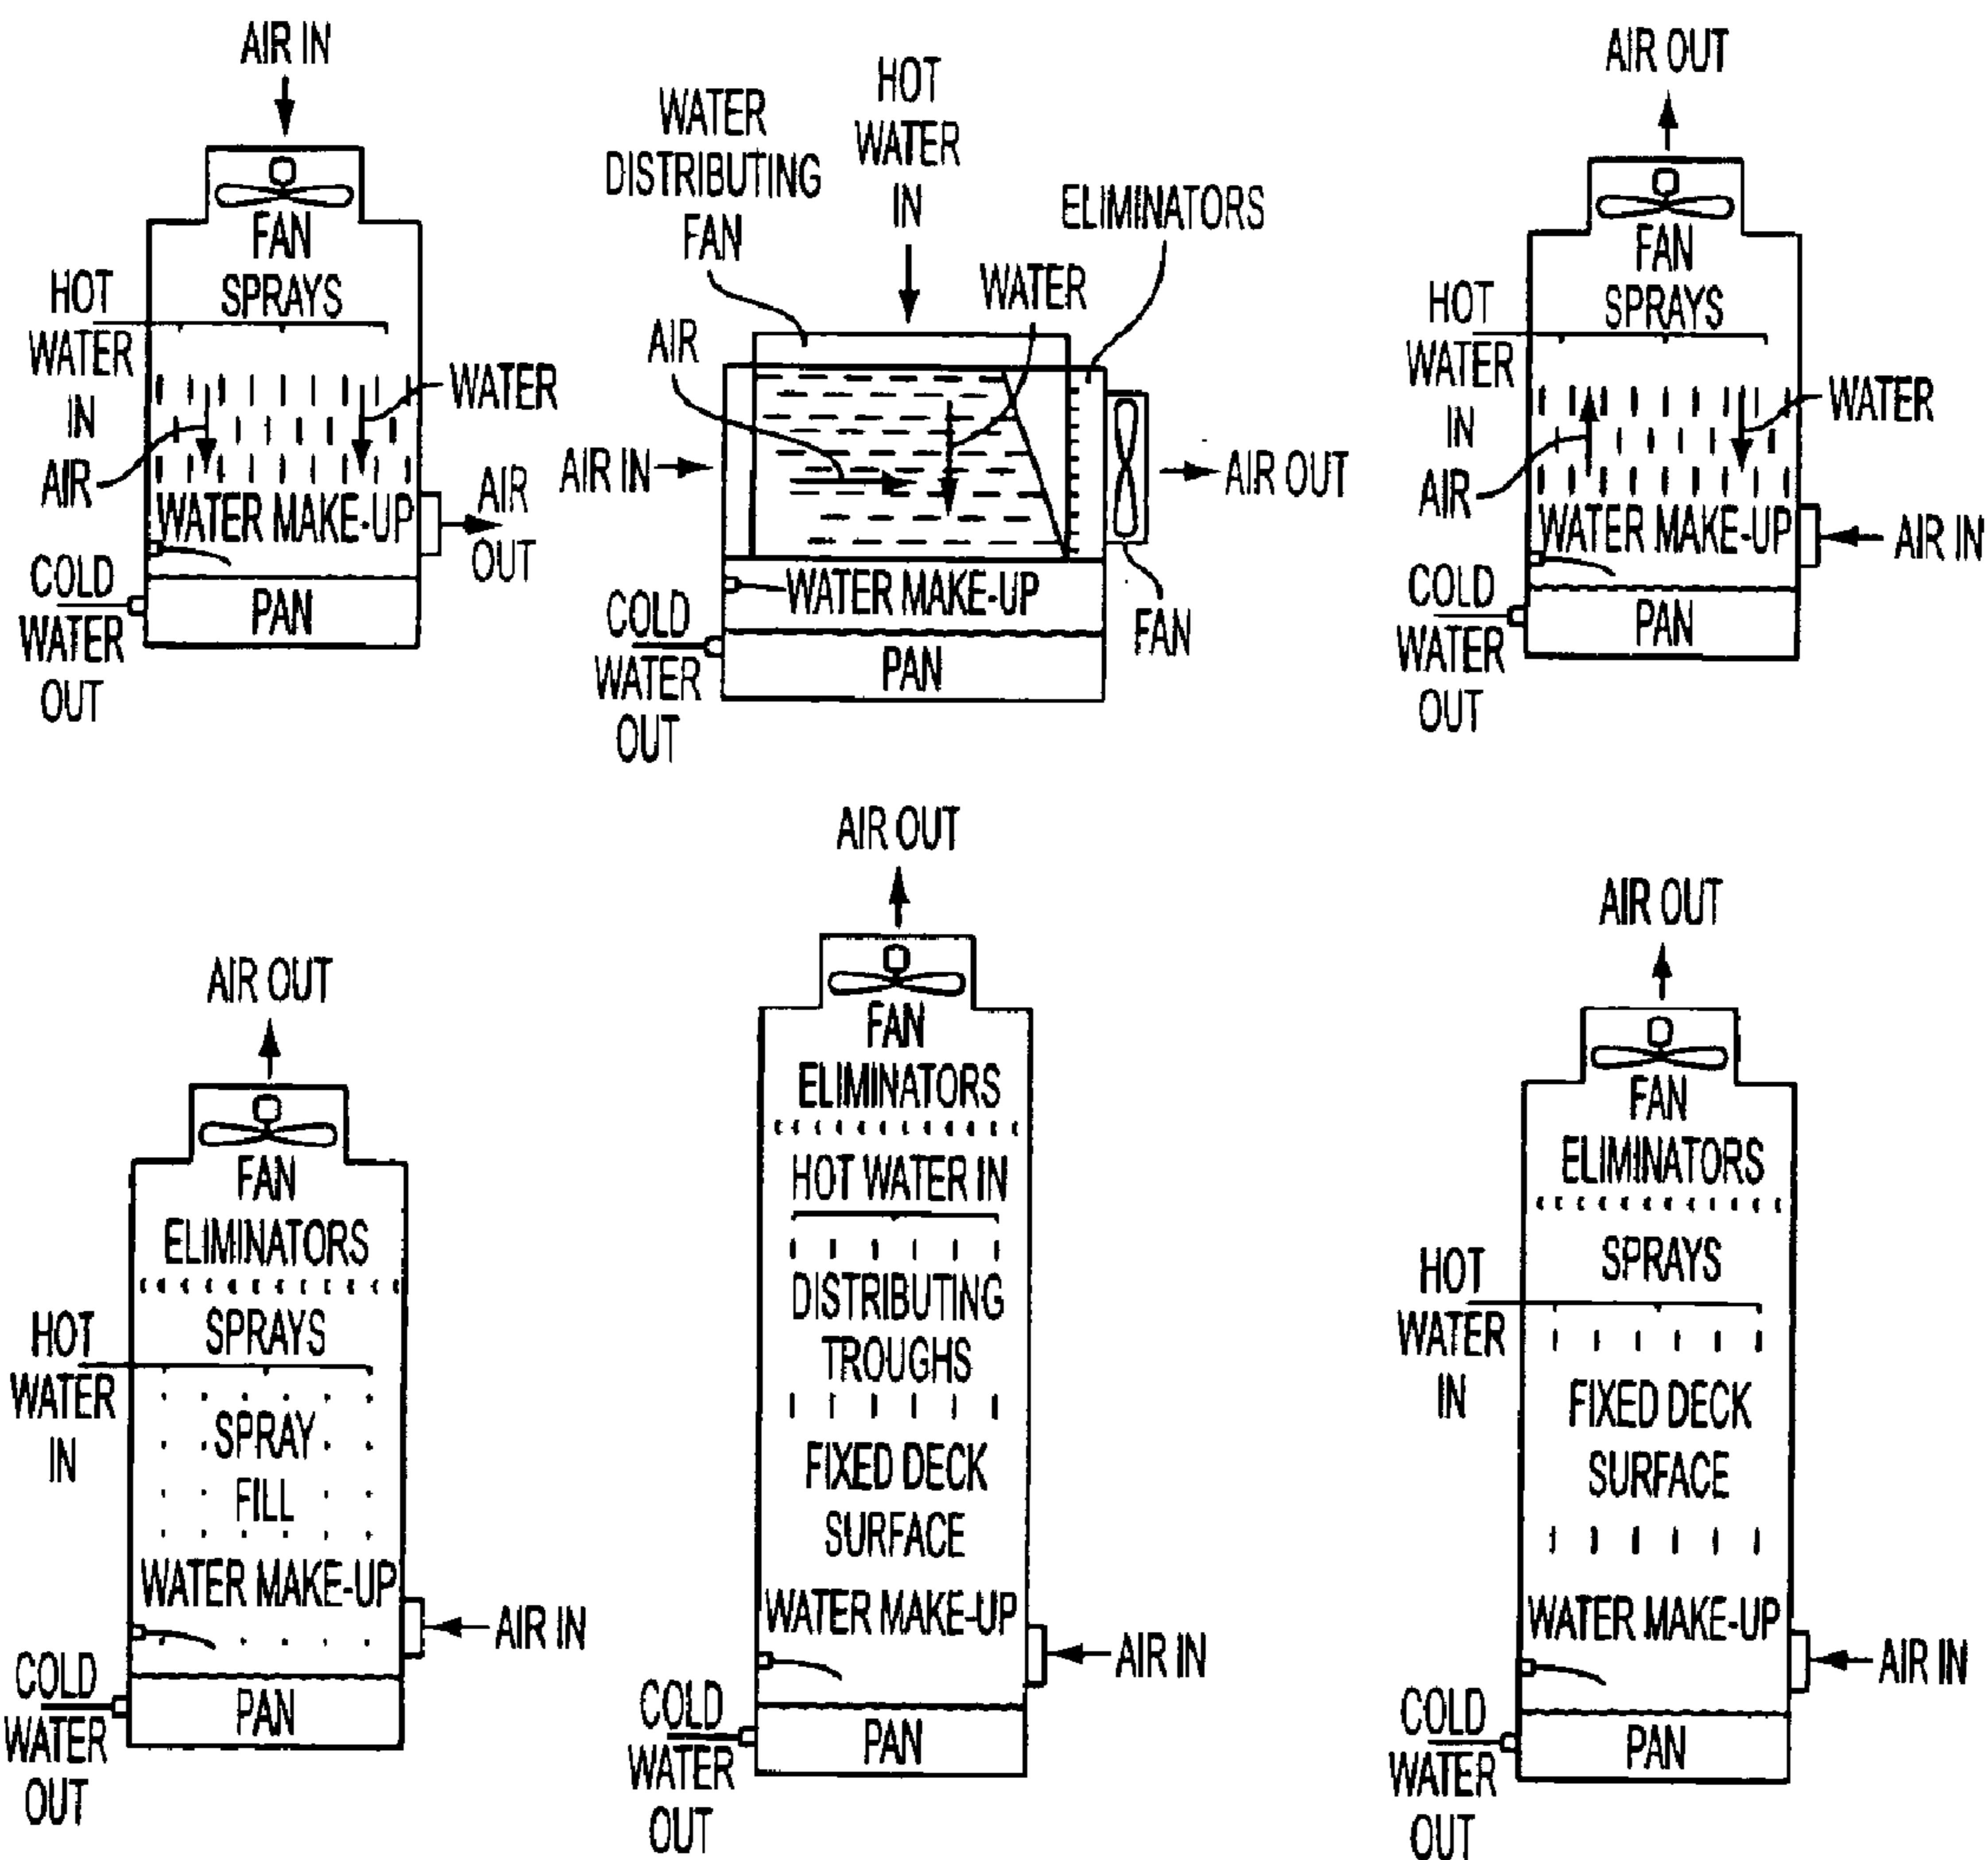 AIR IN
FAN
SPRAYS
HOT
WATER
IN
WATER
AIR
WATER MAKE-UP
AIR
OUT
COLD
WATER
OUT
PAN
WATER
DISTRIBUTING
FAN
HOT
WATER
IN
ELIMINATORS
WATER
AIR
AIR IN
AIR OUT
WATER MAKE-UP
FAN
COLD
WATER
OUT
PAN
AIR OUT
FAN
SPRAYS
HOT
WATER
IN
WATER
AIR
WATER MAKE-UP
AIR IN
COLD
WATER
OUT
PAN
AIR OUT
FAN
ELIMINATORS
SPRAYS
HOT
WATER
IN
SPRAY
FILL
WATER MAKE-UP
AIR IN
COLD
WATER
OUT
PAN
AIR OUT
FAN
ELIMINATORS
HOT WATER IN
DISTRIBUTING
TROUGHS
FIXED DECK
SURFACE
WATER MAKE-UP
AIR IN
COLD
WATER
OUT
PAN
AIR OUT
FAN
ELIMINATORS
SPRAYS
HOT
WATER
IN
FIXED DECK
SURFACE
WATER MAKE-UP
AIR IN
COLD
WATER
OUT
PAN